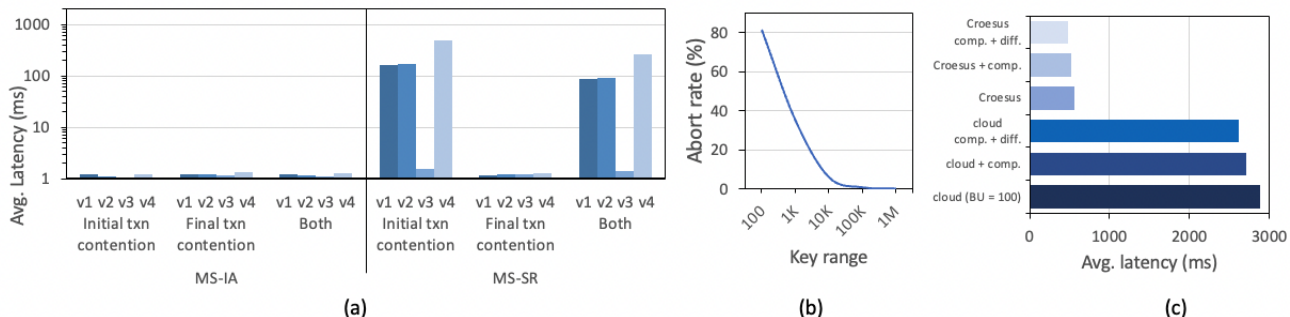 Avg. Latency (ms)
1000
100
10
1
v1 v2 v3 v4
Initial txn
contention
v1 v2 v3 v4
Final txn
contention
v1 v2 v3 v4
Both
MS-IA
v1 v2 v3 v4
Initial txn
contention
v1 v2 v3 v4
Final txn
contention
v1 v2 v3 v4
Both
MS-SR
(a)
Abort rate (%)
80
60
40
20
0
100
1K
10K
100K
1M
Key range
(b)
Croesus
comp. + diff.
Croesus + comp.
Croesus
cloud
comp. + diff.
cloud + comp.
cloud (BU = 100)
0
1000
2000
3000
Avg. latency (ms)
(c)